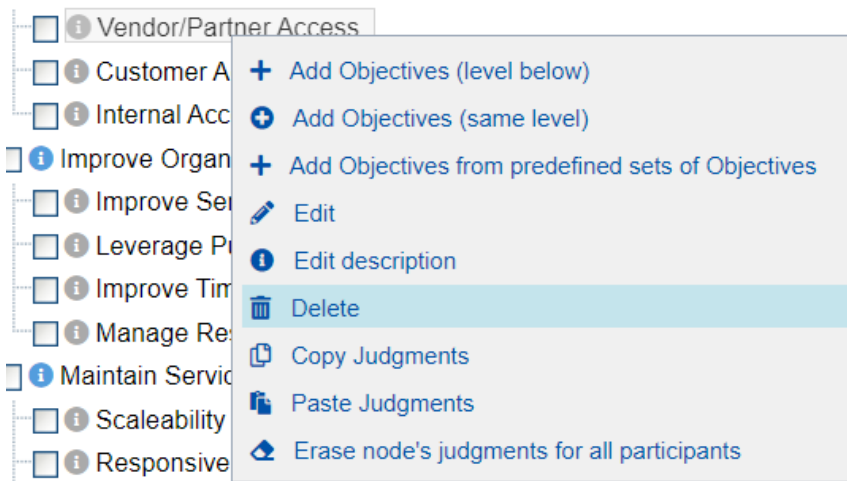 Vendor/Partner Access
Customer A
Internal Acc
Improve Organ
Improve Ser
Leverage Pu
Improve Tim
Manage Res
Maintain Servic
Scaleability
Responsive
Add Objectives (level below)
Add Objectives (same level)
Add Objectives from predefined sets of Objectives
Edit
Edit description
Delete
Copy Judgments
Paste Judgments
Erase node's judgments for all participants